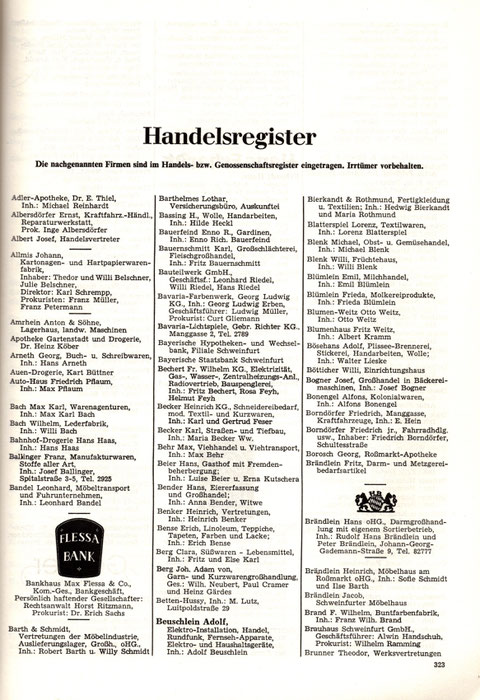 Handelsregister
Die nachgenannten Firmen sind im Handels- bzw. Genossenschaftsregister eingetragen. Irrtümer vorbehalten.
Adler-Apotheke, Dr. E. Thiel,
Inh.: Michael Reinhardt
Albersdörfer Ernst, Kraftfahrz.-Händl.,
Reparaturwerkstatt,
Prok. Inge Albersdörfer
Albert Josef, Handelsvertreter
Allmis Johann,
Kartonagen- und Hartpapierwaren-
fabrik,
Inhaber: Thedor und Willi Belschner,
Julie Belschner,
Direktor: Karl Schrempp,
Prokuristen: Franz Müller,
Franz Petermann
Amrhein Anton & Söhne,
Lagerhaus, landw. Maschinen
Apotheke Gartenstadt und Drogerie,
Dr. Heinz Köber
Arneth Georg, Buch- u. Schreibwaren,
Inh.: Hans Arneth
Auen-Drogerie, Kart Büttner
Auto-Haus Friedrich Pflaum,
Inh.: Max Pflaum
Bach Max Karl, Warenagenturen,
Inh.: Max Karl Bach
Bach Wilhelm, Lederfabrik,
Inh.: Willi Bach
Bahnhof-Drogerie Hans Haas,
Inh.: Hans Haas
Ballinger Franz, Manufakturwaren,
Stoffe aller Art,
Inh.: Josef Ballinger,
Spitalstraße 3-5, Tel. 2925
Bandel Leonhard, Möbeltransport
und Fuhrunternehmen,
Inh.: Leonhard Bandel
FLESSA
BANK
Bankhaus Max Flessa & Co.,
Kom.-Ges., Bankgeschäft,
Persönlich haftender Gesellschafter:
Rechtsanwalt Horst Ritzmann,
Prokurist: Dr. Erich Sachs
Barth & Schmidt,
Vertretungen der Möbelindustrie,
Auslieferungslager, Großh., oHG.,
Inh.: Robert Barth u. Willy Schmidt
Barthelmes Lothar,
Versicherungsbüro, Auskunftei
Bassing H., Wolle, Handarbeiten,
Inh.: Hilde Heckl
Bauerfeind Enno R., Gardinen,
Inh.: Enno Rich. Bauerfeind
Bauernschmitt Karl, Großschlächterei,
Fleischgroßhandel,
Inh.: Fritz Bauernschmitt
Bauteilwerk GmbH.,
Geschäftsf.: Leonhard Riedel,
Willi Riedel, Hans Riedel
Bavaria-Farbenwerk, Georg Ludwig
KG., Inh.: Georg Ludwig Erben,
Geschäftsführer: Ludwig Müller,
Prokurist: Curt Gliemann
Bavaria-Lichtspiele, Gebr. Richter KG.,
Manggasse 2, Tel. 2789
Bayerische Hypotheken- und Wechsel-
bank, Filiale Schweinfurt
Bayerische Staatsbank Schweinfurt
Bechert Fr. Wilhelm KG., Elektrizität,
Gas-, Wasser-, Zentralheizungs-Anl.,
Radiovertrieb, Bauspenglerei,
Inh.: Fritz Bechert, Rosa Feyh,
Helmut Feyh
Becker Heinrich KG., Schneidereibedarf,
mod. Textil- und Kurzwaren,
Inh.: Karl und Gertrud Feser
Becker Karl, Straßen- und Tiefbau,
Inh.: Maria Becker Ww.
Behr Max, Viehhandel u. Viehtransport,
Inh.: Max Behr
Beier Hans, Gasthof mit Fremden-
beherbergung;
Inh.: Luise Beier u. Erna Kutschera
Bender Hans, Eiererfassung
und Großhandel;
Inh.: Anna Bender, Witwe
Benker Heinrich, Vertretungen,
Inh.: Heinrich Benker
Bense Erich, Linoleum, Teppiche,
Tapeten, Farben und Lacke;
Inh.: Erich Bense
Berg Clara, Süßwaren - Lebensmittel,
Inh.: Fritz und Else Karl
Berg Joh. Adam von,
Garn- und Kurzwarengroßhandlung,
Ges.: Wilh. Neubert, Paul Cramer
und Heinz Gärdes
Betten-Hussy, Inh.: M. Lutz,
Luitpoldstraße 29
Beuschlein Adolf,
Elektro-Installation, Handel,
Rundfunk, Fernseh-Apparate,
Elektro- und Haushaltsgeräte,
Inh.: Adolf Beuschlein
Bierkandt & Rothmund, Fertigkleidung
u. Textilien; Inh.: Hedwig Bierkandt
und Maria Rothmund
Blatterspiel Lorenz, Textilwaren,
Inh.: Lorenz Blatterspiel
Blenk Michael, Obst- u. Gemüsehandel,
Inh.: Michael Blenk
Blenk Willi, Früchtehaus,
Inh.: Willi Blenk
Blümlein Emil, Milchhandel,
Inh.: Emil Blümlein
Blümlein Frieda, Molkereiprodukte,
Inh.: Frieda Blümlein
Blumen-Weitz Otto Weitz,
Inh.: Otto Weitz
Blumenhaus Fritz Weitz,
Inh.: Albert Kramm
Bösehans Adolf, Plissee-Brennerei,
Stickerei, Handarbeiten, Wolle;
Inh.: Walter Lieske
Bötticher Willi, Einrichtungshaus
Bogner Josef, Großhandel in Bäckerei-
maschinen, Inh.: Josef Bogner
Bonengel Alfons, Kolonialwaren,
Inh.: Alfons Bonengel
Borndörfer Friedrich, Manggasse,
Kraftfahrzeuge, Inh.: E. Hein
Borndörfer Friedrich jr., Fahrradhdlg.
usw., Inhaber: Friedrich Borndörfer,
Schultesstraße
Borosch Georg, Roßmarkt-Apotheke
Brändlein Fritz, Darm- und Metzgerei-
bedarfsartikel
Brändlein Hans oHG., Darmgroßhand-
lung mit eigenem Sortierbetrieb,
Inh.: Rudolf Hans Brändlein und
Peter Brändlein, Johann-Georg-
Gademann-Straße 9, Tel. 82777
Brändlein Heinrich, Möbelhaus am
Roßmarkt oHG., Inh.: Sofie Schmidt
und Ilse Barth
Brändlein Jacob,
Schweinfurter Möbelhaus
Brand F. Wilhelm, Buntfarbenfabrik,
Inh.: Franz Wilh. Brand
Brauhaus Schweinfurt GmbH.,
Geschäftsführer: Alwin Handschuh,
Prokurist: Wilhelm Ramming
Brunner Theodor, Werksvertretungen
323